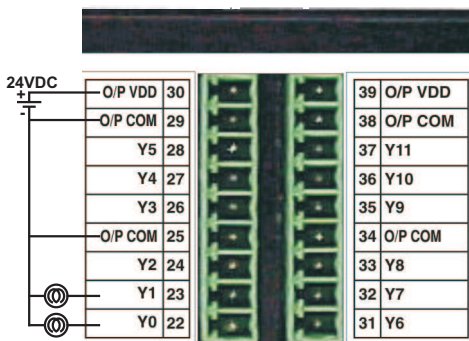 24VDC
+
-
O/P VDD 30
O/P COM 29
Y5 28
Y4 27
Y3 26
O/P COM 25
Y2 24
Y1 23
Y0 22
39 O/P VDD
38 O/P COM
37 Y11
36 Y10
35 Y9
34 O/P COM
33 Y8
32 Y7
31 Y6